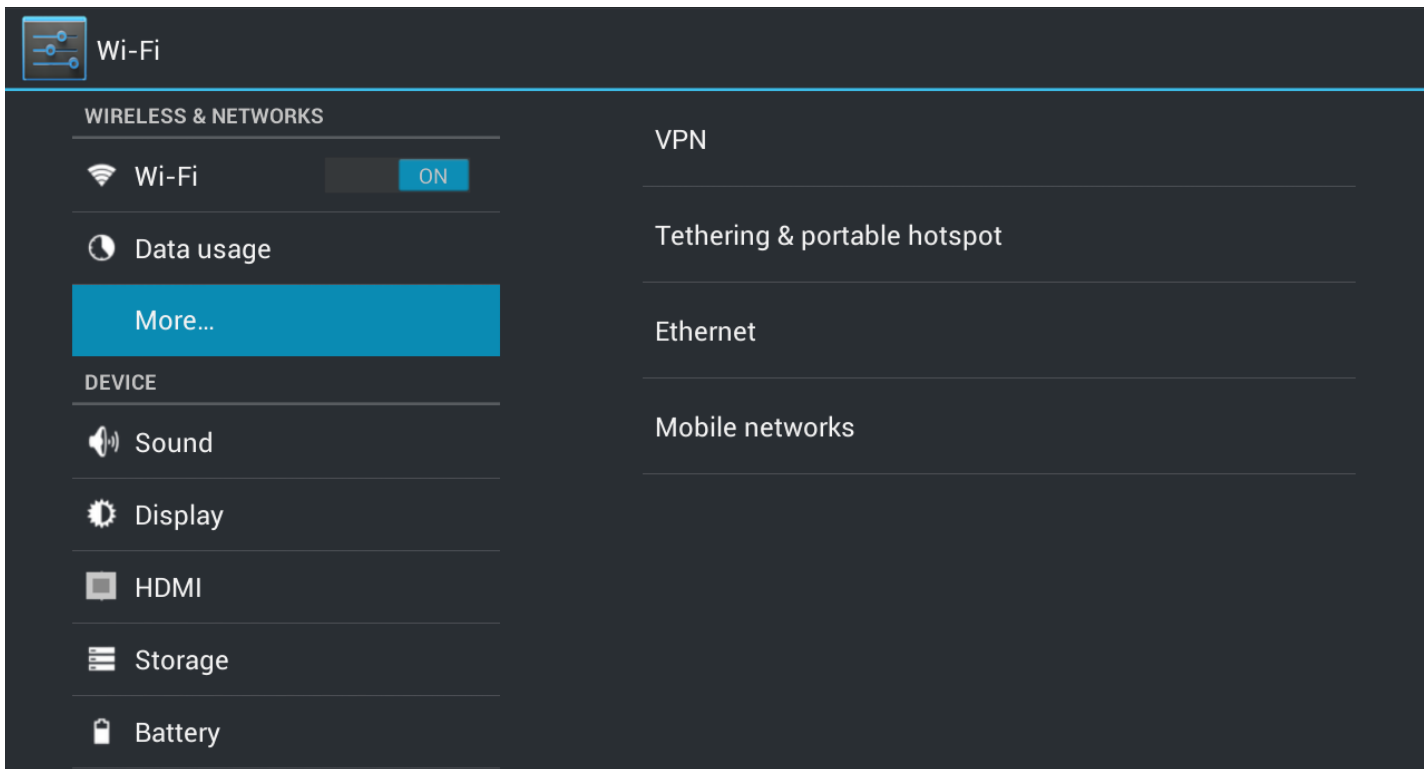 Wi-Fi
WIRELESS & NETWORKS
Wi-Fi
ON
Data usage
More...
DEVICE
Sound
Display
HDMI
Storage
Battery
VPN
Tethering & portable hotspot
Ethernet
Mobile networks